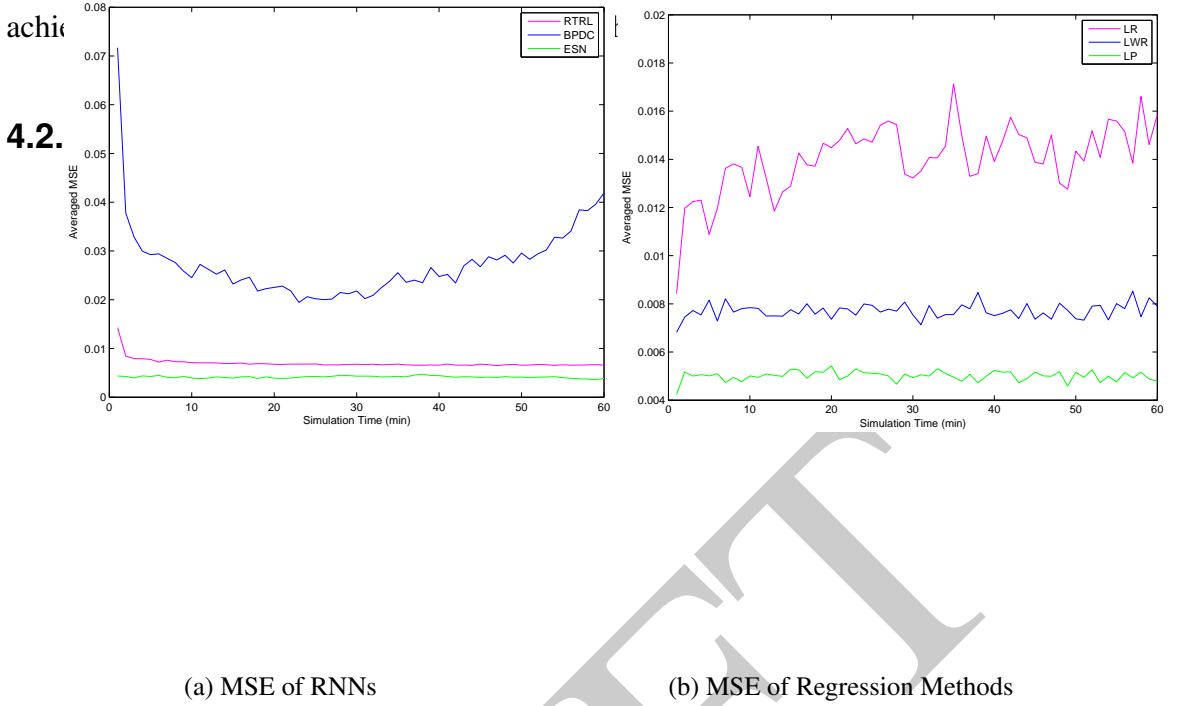 achie
4.2.
0.08
0.07
0.06
0.05
0.04
0.03
0.02
0.01
0
Averaged MSE
0 10 20 30 40 50 60
Simulation Time (min)
RTRL
BPDC
ESN
0.02
0.018
0.016
0.014
0.012
0.01
0.008
0.006
0.004
Averaged MSE
0 10 20 30 40 50 60
Simulation Time (min)
LR
LWR
LP
(a) MSE of RNNs
(b) MSE of Regression Methods